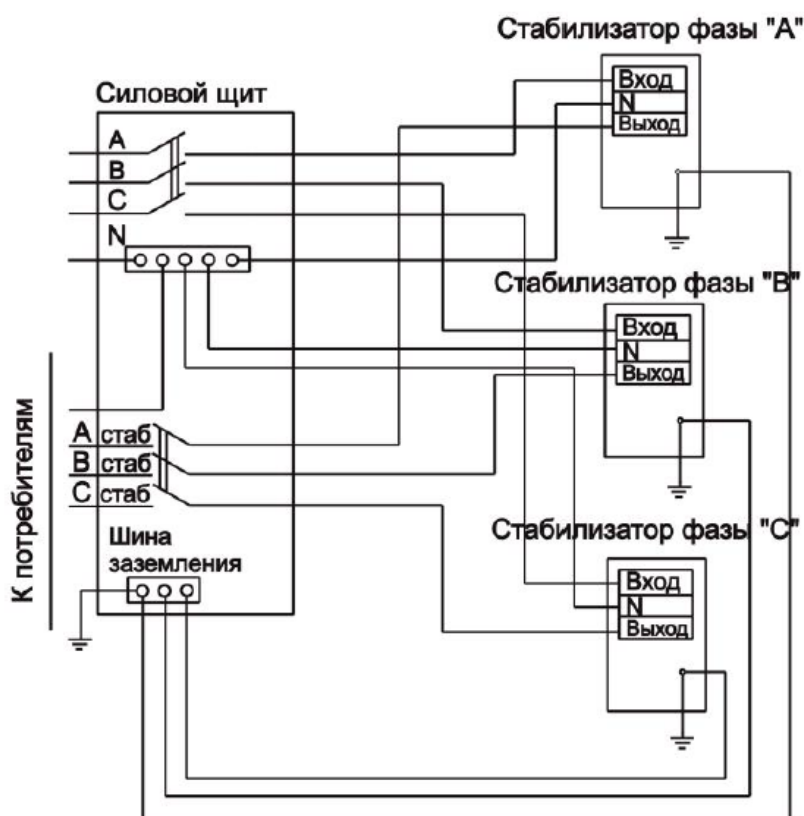 Стабилизатор фазы "А"
Вход
N
Выход
Силовой щит
А
В
С
N
Стабилизатор фазы "В"
Вход
N
Выход
К потребителям
А стаб
В стаб
С стаб
Шина
заземления
Стабилизатор фазы "С"
Вход
N
Выход